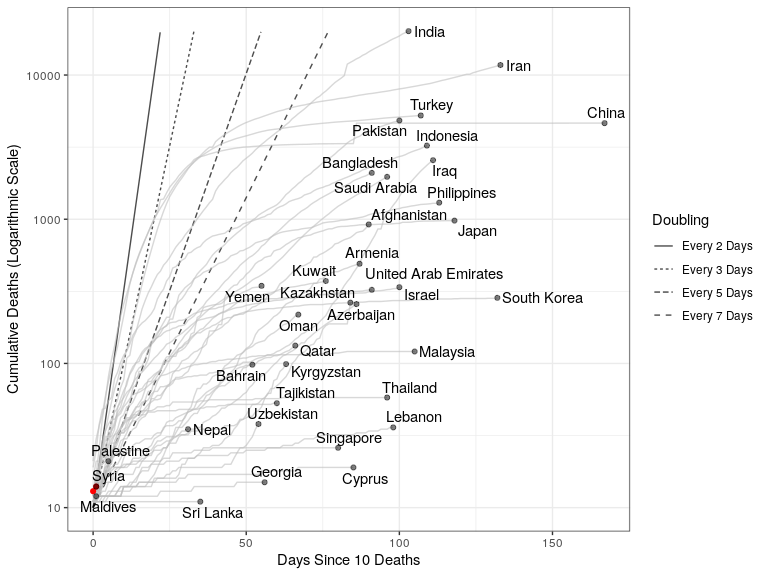 India
Iran
China
Turkey
Pakistan
Indonesia
Bangladesh
Iraq
Saudi Arabia
Philippines
Afghanistan
Japan
Armenia
Kuwait
United Arab Emirates
Yemen
Kazakhstan
Israel
South Korea
Azerbaijan
Oman
Qatar
Malaysia
Bahrain
Kyrgyzstan
Tajikistan
Thailand
Uzbekistan
Lebanon
Nepal
Singapore
Palestine
Syria
Georgia
Cyprus
Maldives
Sri Lanka
10000
1000
100
10
0
50
100
150
Days Since 10 Deaths
Cumulative Deaths (Logarithmic Scale)
Doubling
Every 2 Days
Every 3 Days
Every 5 Days
Every 7 Days